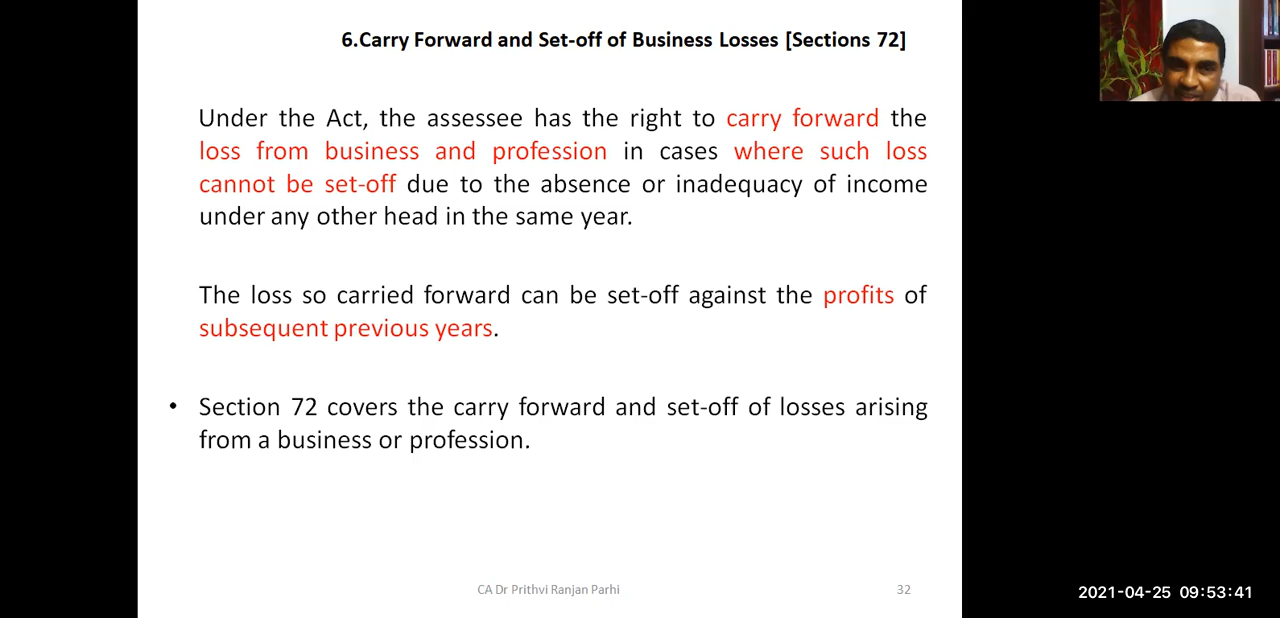 6.Carry Forward and Set-off of Business Losses [Sections 72]
Under the Act, the assessee has the right to carry forward the
loss from business and profession in cases where such loss
cannot be set-off due to the absence or inadequacy of income
under any other head in the same year.
The loss so carried forward can be set-off against the profits of
subsequent previous years.
• Section 72 covers the carry forward and set-off of losses arising
from a business or profession.
CA Dr Prithvi Ranjan Parhi
32
2021-04-25 09:53:41